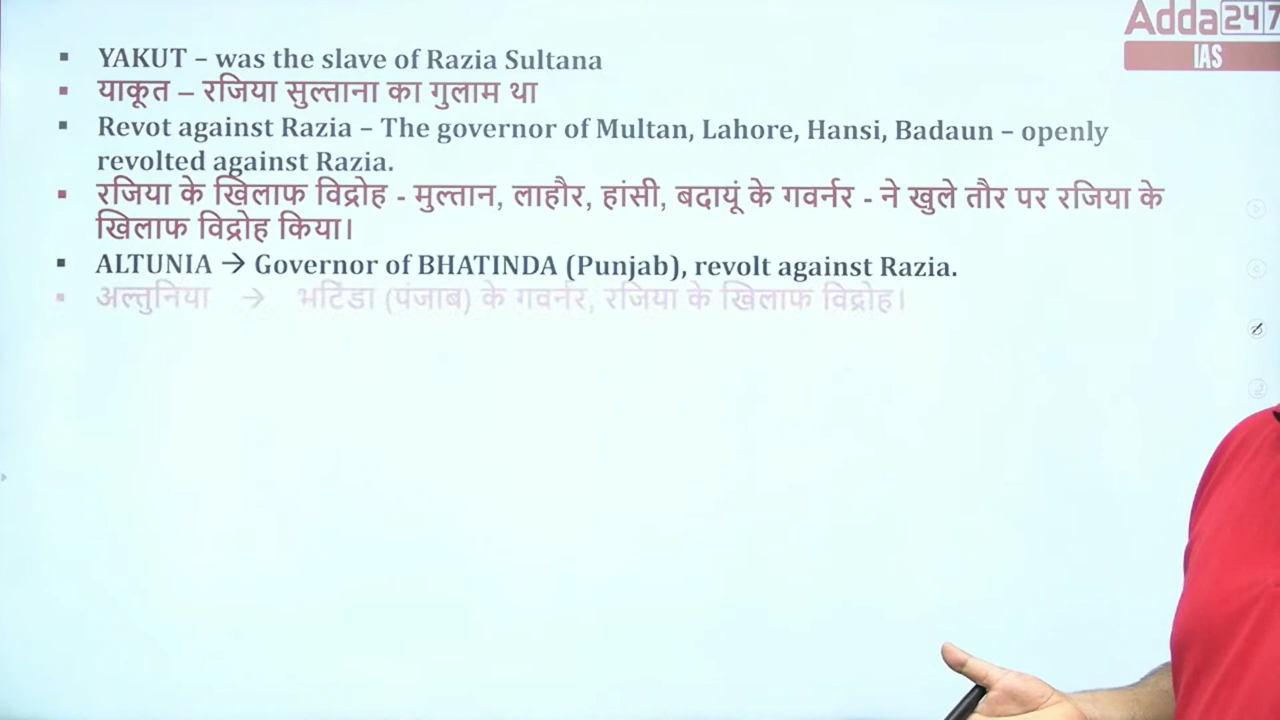 Adda 247
IAS
▪ YAKUT – was the slave of Razia Sultana
▪ याकूत – रजिया सुल्ताना का गुलाम था
▪ Revot against Razia – The governor of Multan, Lahore, Hansi, Badaun – openly
revolted against Razia.
▪ रजिया के खिलाफ विद्रोह - मुल्तान, लाहौर, हांसी, बदायूं के गवर्नर - ने खुले तौर पर रजिया के
खिलाफ विद्रोह किया।
▪ ALTUNIA → Governor of BHATINDA (Punjab), revolt against Razia.
▪ अल्तुनिया → भटिंडा (पंजाब) के गवर्नर, रजिया के खिलाफ विद्रोह।